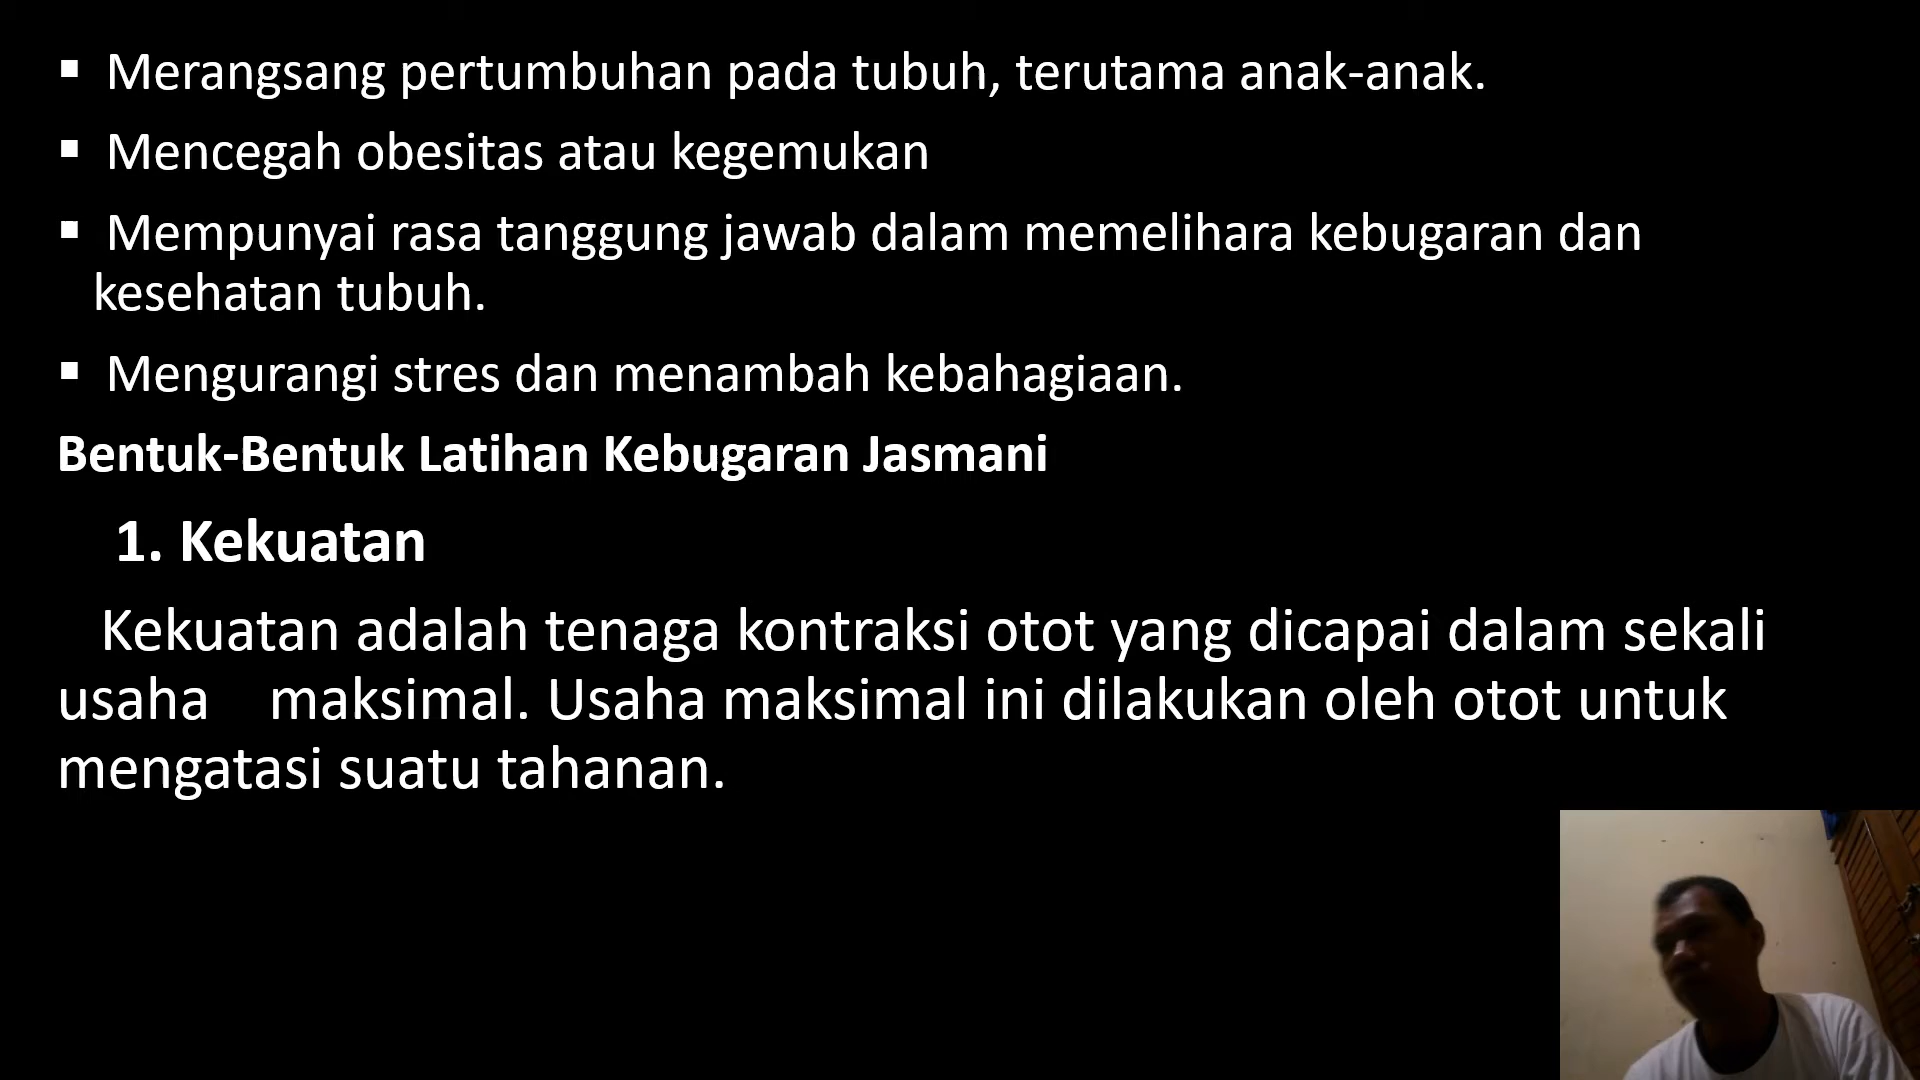 ▪ Merangsang pertumbuhan pada tubuh, terutama anak-anak.
▪ Mencegah obesitas atau kegemukan
▪ Mempunyai rasa tanggung jawab dalam memelihara kebugaran dan
kesehatan tubuh.
▪ Mengurangi stres dan menambah kebahagiaan.
Bentuk-Bentuk Latihan Kebugaran Jasmani
1. Kekuatan
Kekuatan adalah tenaga kontraksi otot yang dicapai dalam sekali
usaha maksimal. Usaha maksimal ini dilakukan oleh otot untuk
mengatasi suatu tahanan.